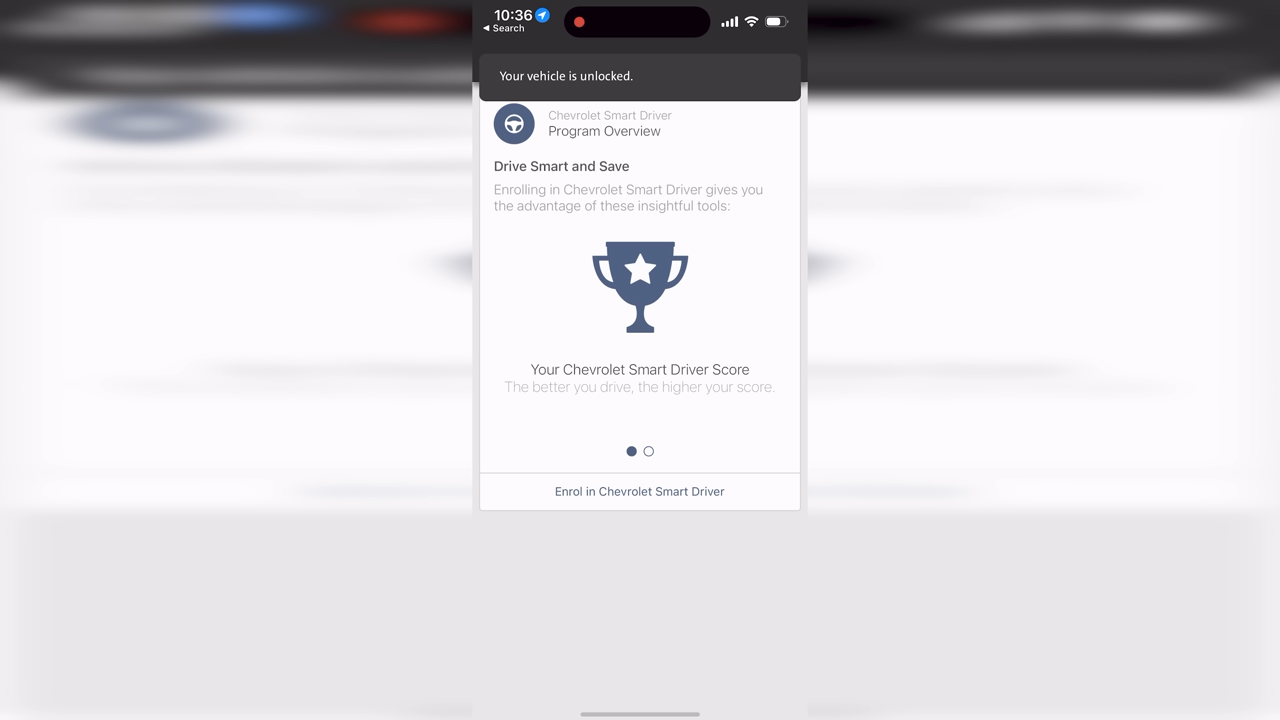 10:36
Search
Your vehicle is unlocked.
Chevrolet Smart Driver
Program Overview
Drive Smart and Save
Enrolling in Chevrolet Smart Driver gives you
the advantage of these insightful tools:
Your Chevrolet Smart Driver Score
The better you drive, the higher your score.
Enrol in Chevrolet Smart Driver